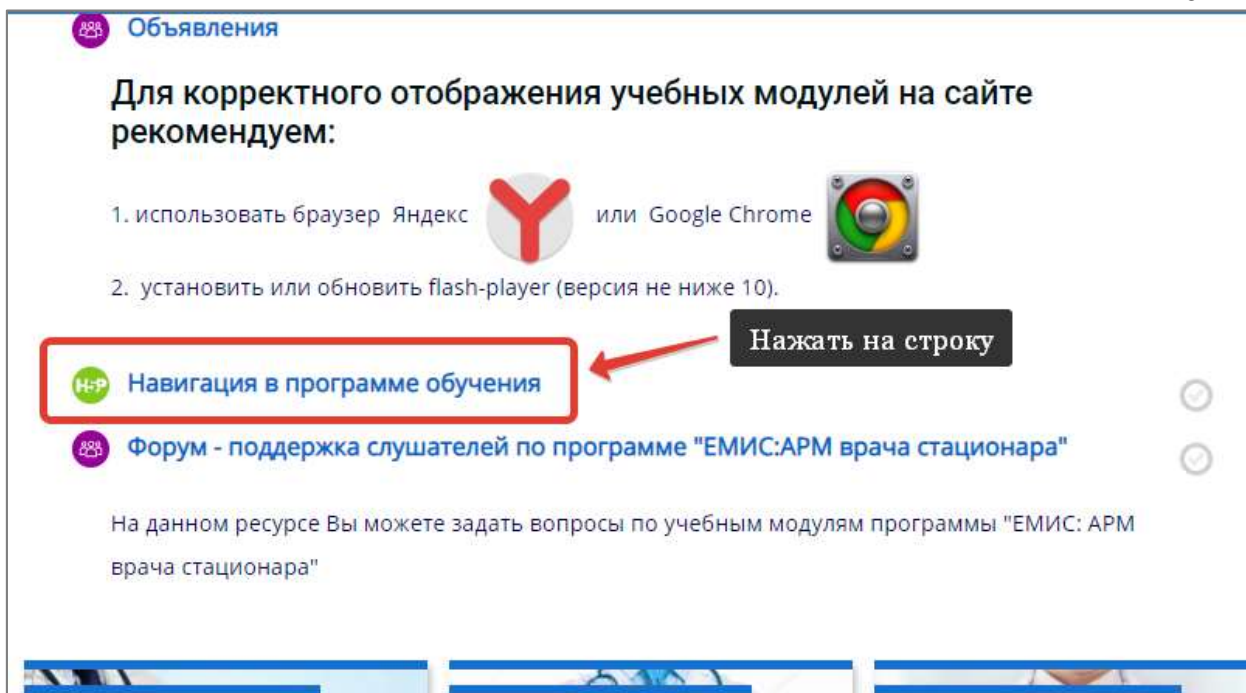 Объявления
Для корректного отображения учебных модулей на сайте
рекомендуем:
1. использовать браузер Яндекс или Google Chrome
2. установить или обновить flash-player (версия не ниже 10).
Нажать на строку
H-P Навигация в программе обучения
Форум - поддержка слушателей по программе "ЕМИС:АРМ врача стационара"
На данном ресурсе Вы можете задать вопросы по учебным модулям программы "ЕМИС: АРМ
врача стационара"